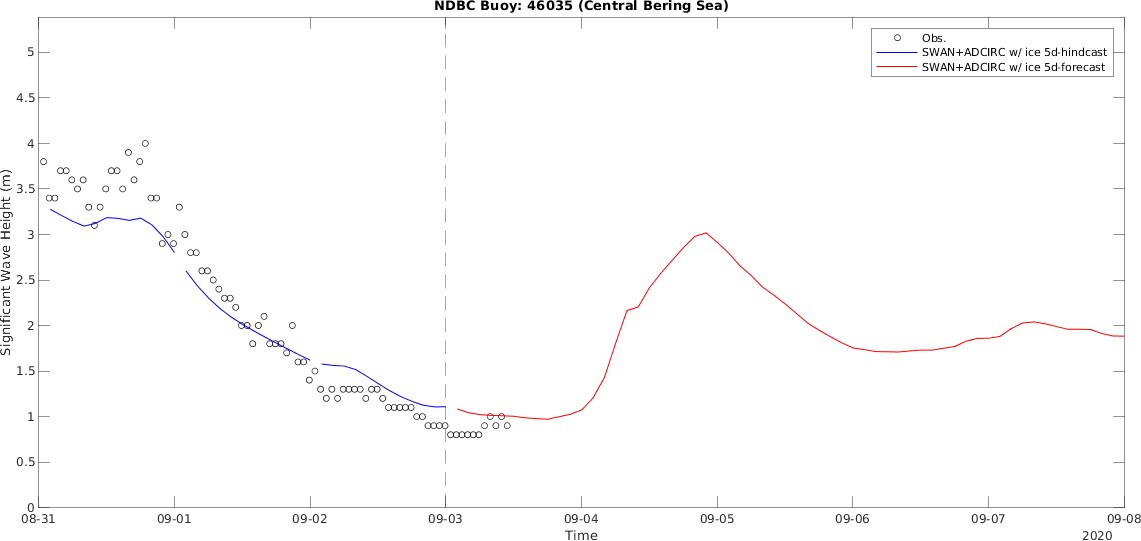 NDBC Buoy: 46035 (Central Bering Sea)
Obs.
SWAN+ADCIRC w/ ice 5d-hindcast
SWAN+ADCIRC w/ ice 5d-forecast
Significant Wave Height (m)
5
4.5
4
3.5
3
2.5
2
1.5
1
0.5
0
08-31 09-01 09-02 09-03 09-04 09-05 09-06 09-07 09-08
Time
2020